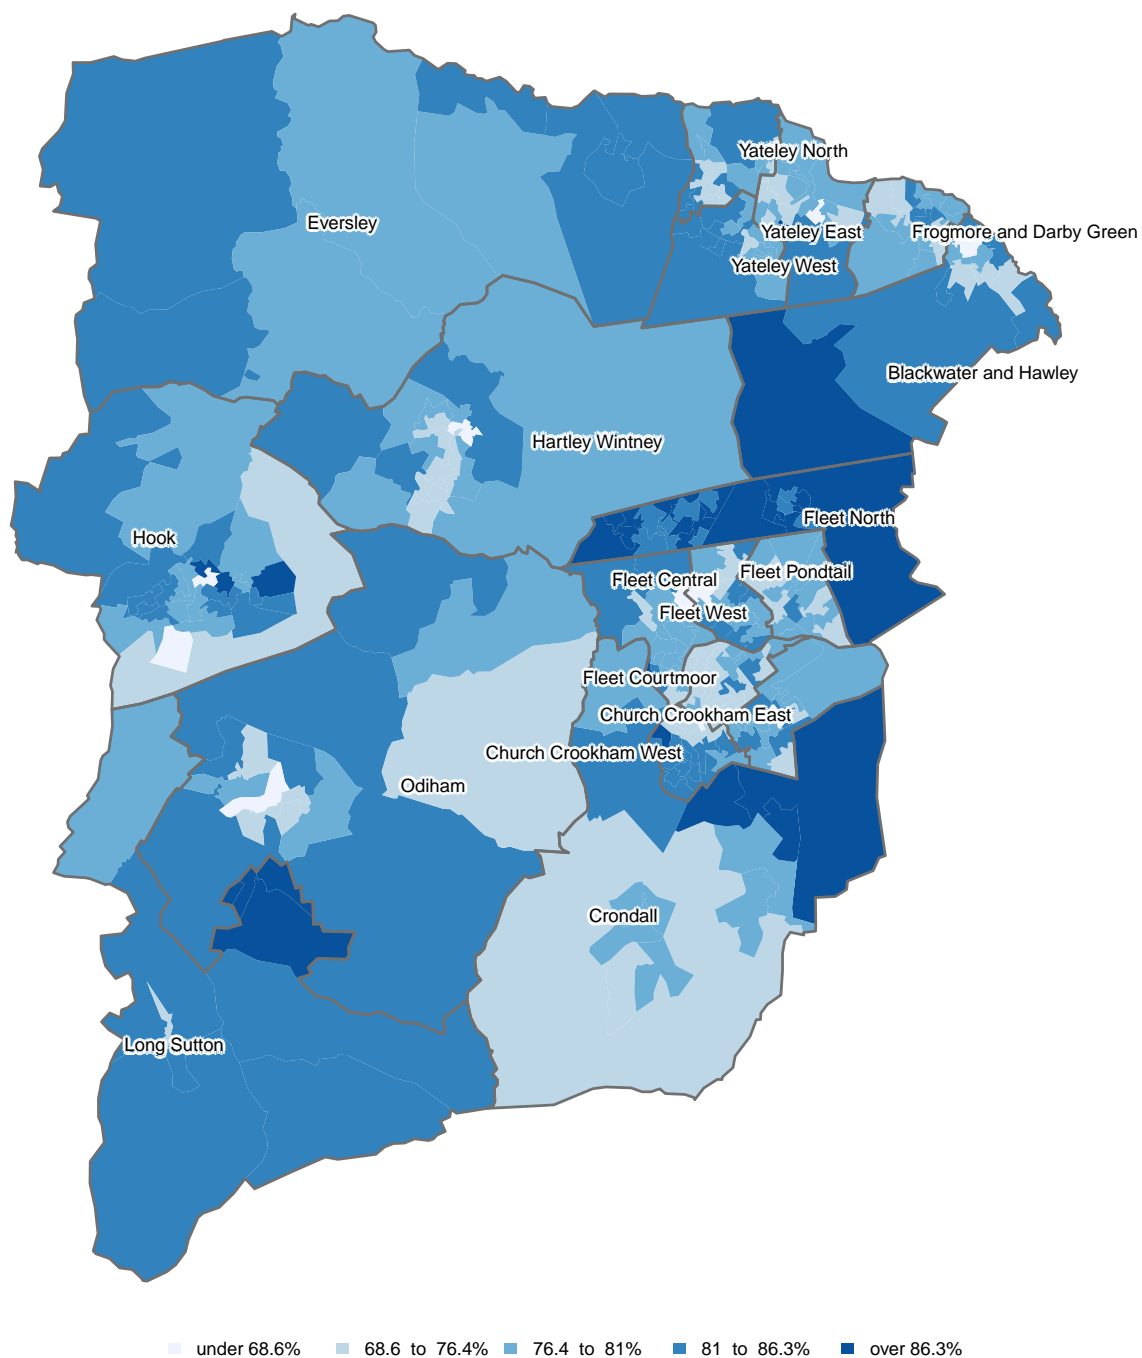 Yateley North
Eversley
Yateley East
Frogmore and Darby Green
Yateley West
Blackwater and Hawley
Hartley Wintney
Fleet North
Hook
Fleet Central
Fleet Pondtail
Fleet West
Fleet Courtmoor
Church Crookham East
Church Crookham West
Odiham
Crondall
Long Sutton
under 68.6% 68.6 to 76.4% 76.4 to 81% 81 to 86.3% over 86.3%